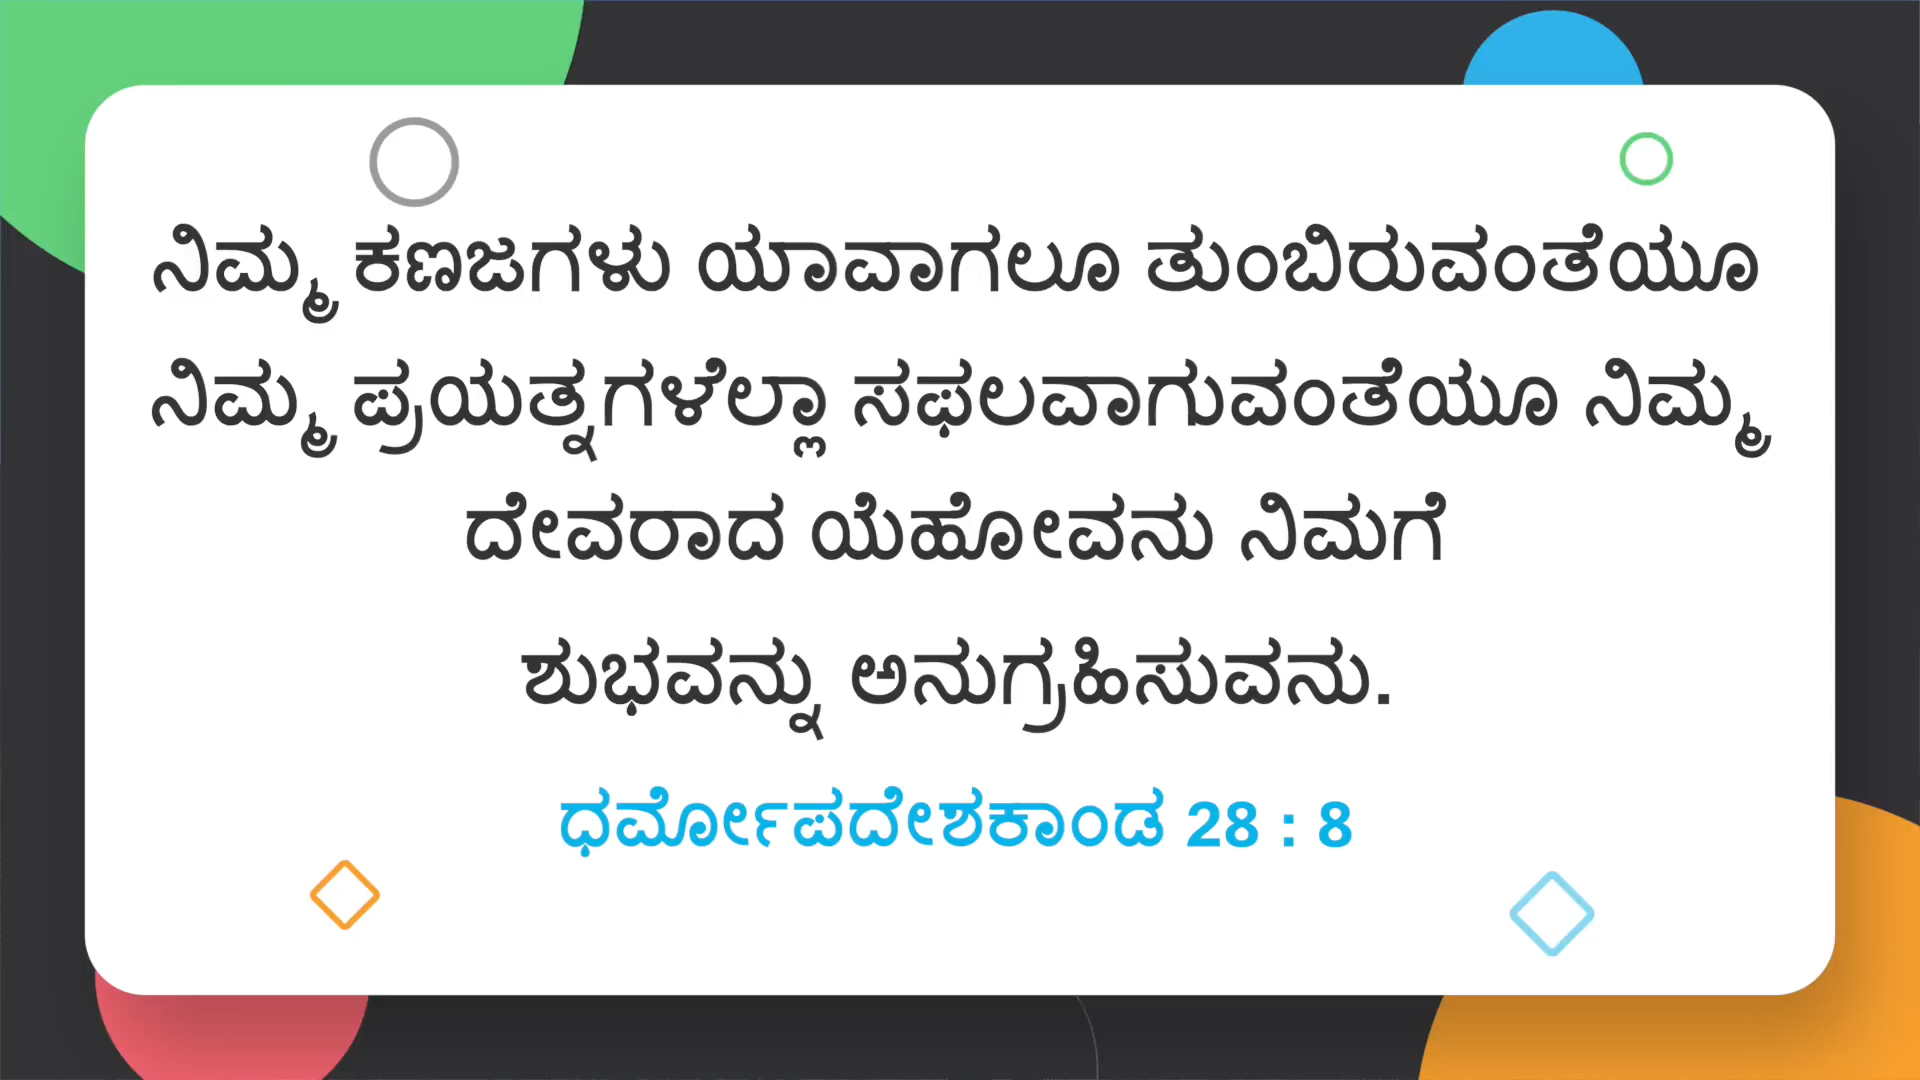 ನಿಮ್ಮ ಕಣಜಗಳು ಯಾವಾಗಲೂ ತುಂಬಿರುವಂತೆಯೂ
ನಿಮ್ಮ ಪ್ರಯತ್ನಗಳೆಲ್ಲಾ ಸಫಲವಾಗುವಂತೆಯೂ ನಿಮ್ಮ
ದೇವರಾದ ಯೆಹೋವನು ನಿಮಗೆ
ಶುಭವನ್ನು ಅನುಗ್ರಹಿಸುವನು.
ಧರ್ಮೋಪದೇಶಕಾಂಡ 28 : 8